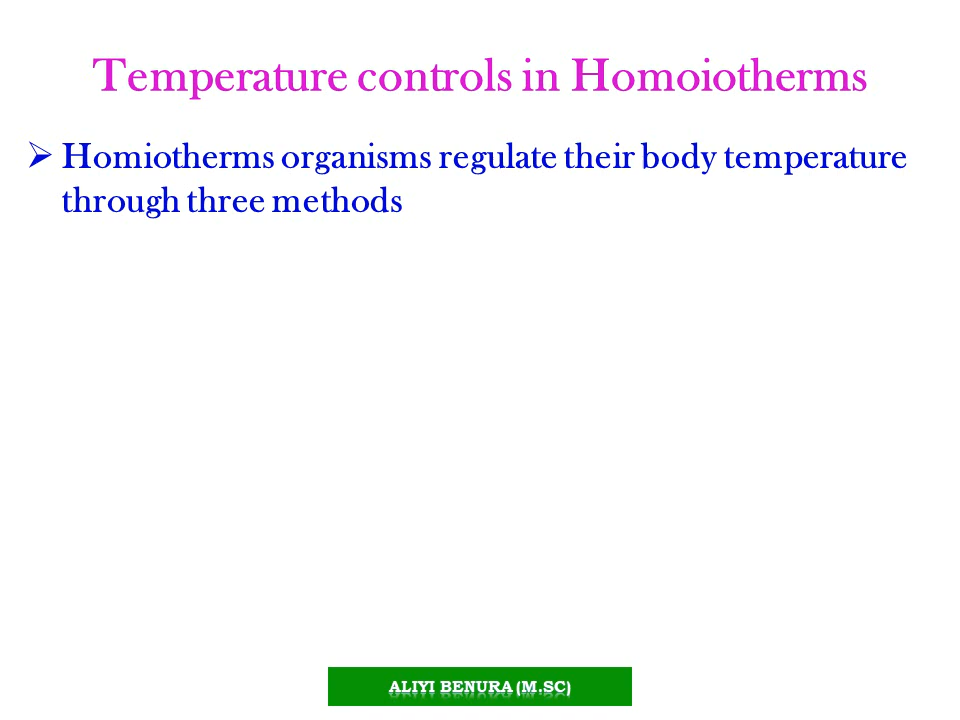 Temperature controls in Homoiotherms
➢ Homiotherms organisms regulate their body temperature
through three methods
ALIYI BENURA (M.SC)